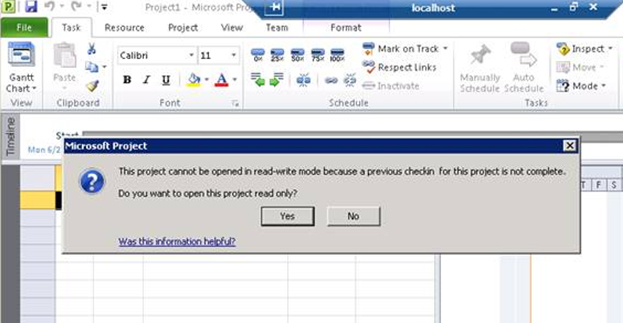 Project1 - Microsoft Proj
localhost
File Task Resource Project View Team Format
Calibri 11
Mark on Track
Inspect
0% 25% 50% 75% 100%
Respect Links
Move
Gantt Chart
Paste
B I U A
Inactivate
Manually Schedule
Auto Schedule
Mode
View Clipboard Font Schedule Tasks
Timeline
Start
Mon 6/2
Microsoft Project
This project cannot be opened in read-write mode because a previous checkin for this project is not complete.
Do you want to open this project read only?
Yes No
Was this information helpful?
T F S